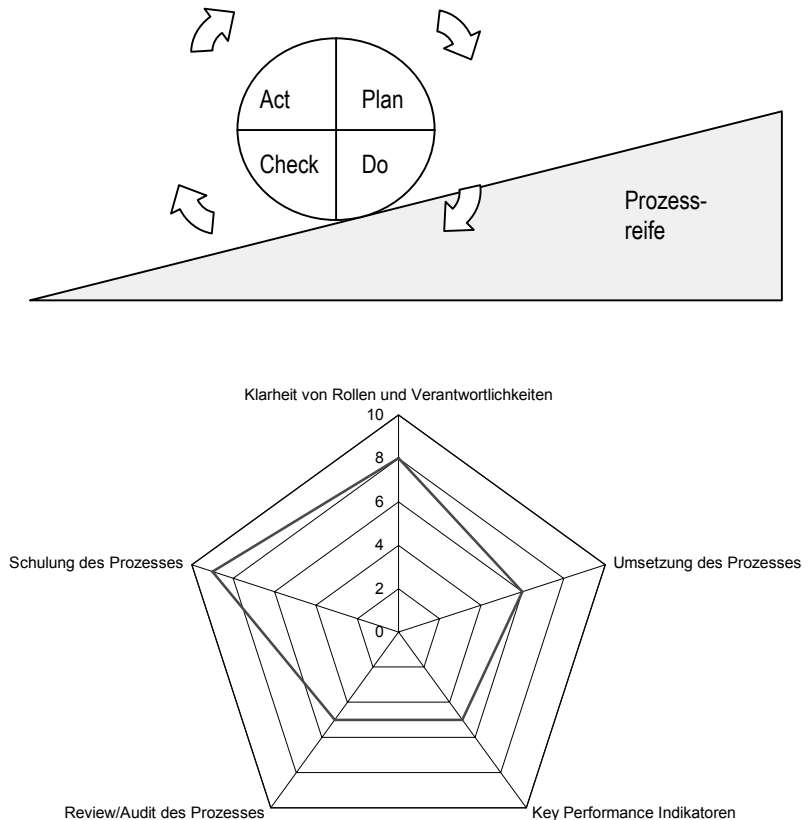 Act
Plan
Check
Do
Prozess-
reife
Klarheit von Rollen und Verantwortlichkeiten
10
8
6
4
2
0
Schulung des Prozesses
Umsetzung des Prozesses
Review/Audit des Prozesses
Key Performance Indikatoren